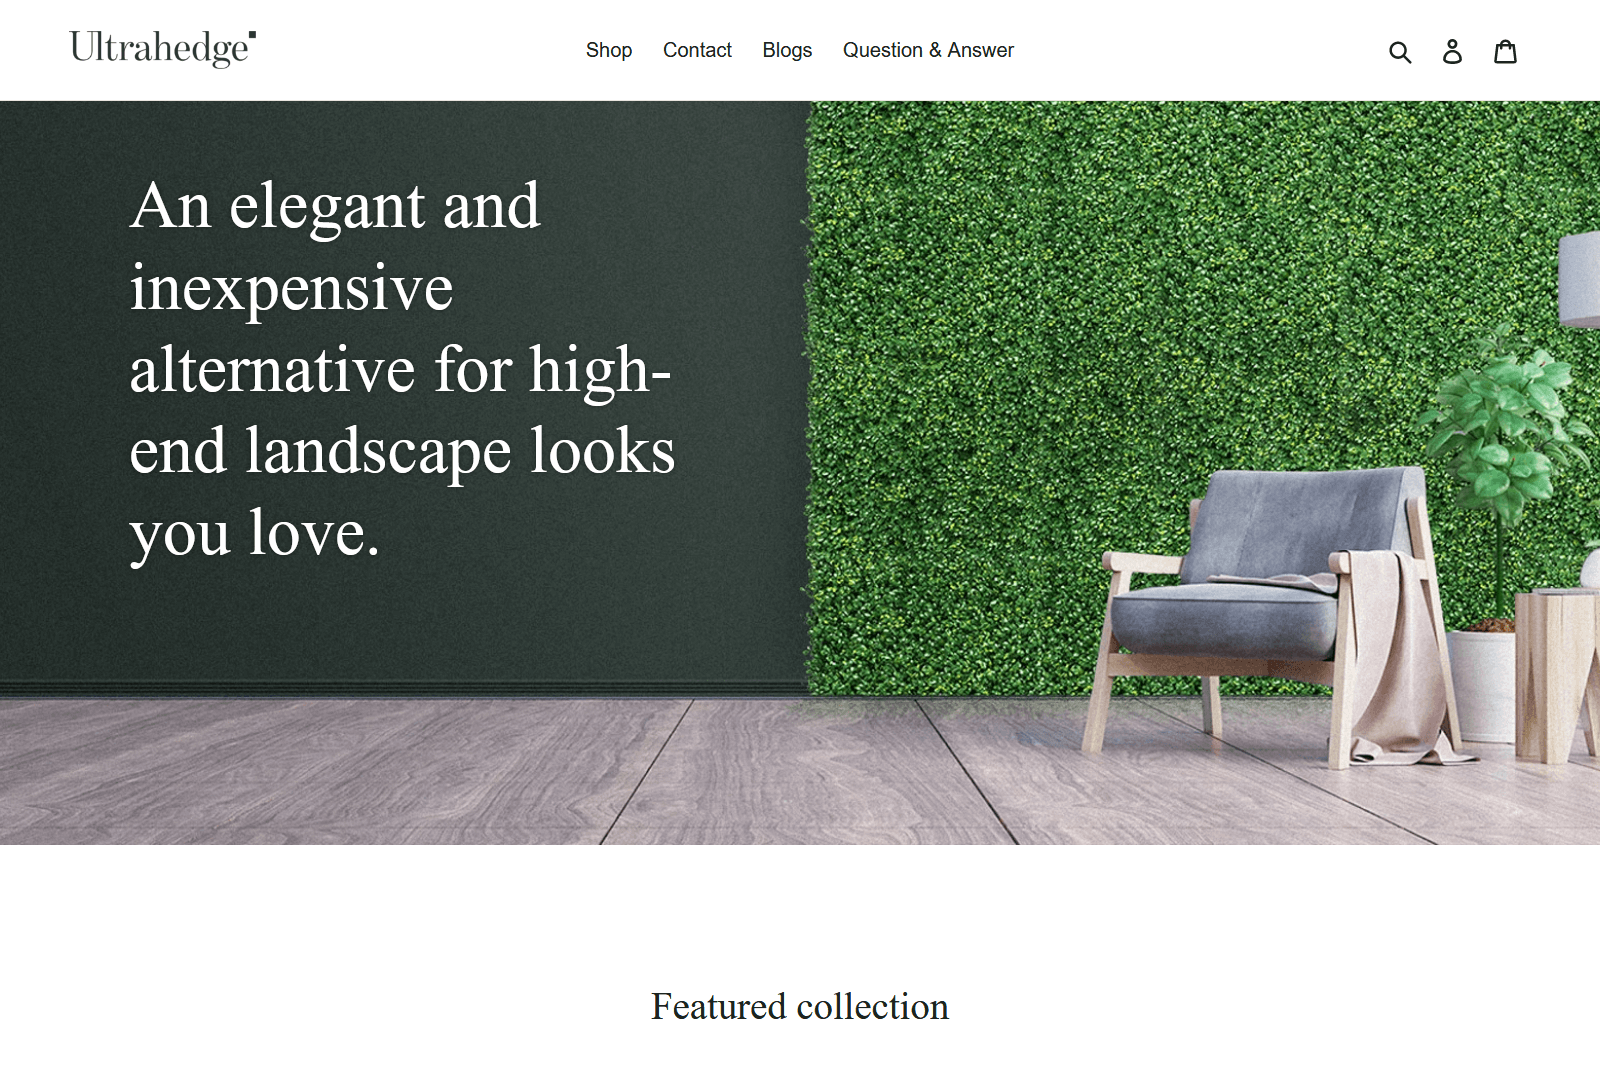 Ultrahedge
Shop Contact Blogs Question & Answer
An elegant and
inexpensive
alternative for high-
end landscape looks
you love.
Featured collection